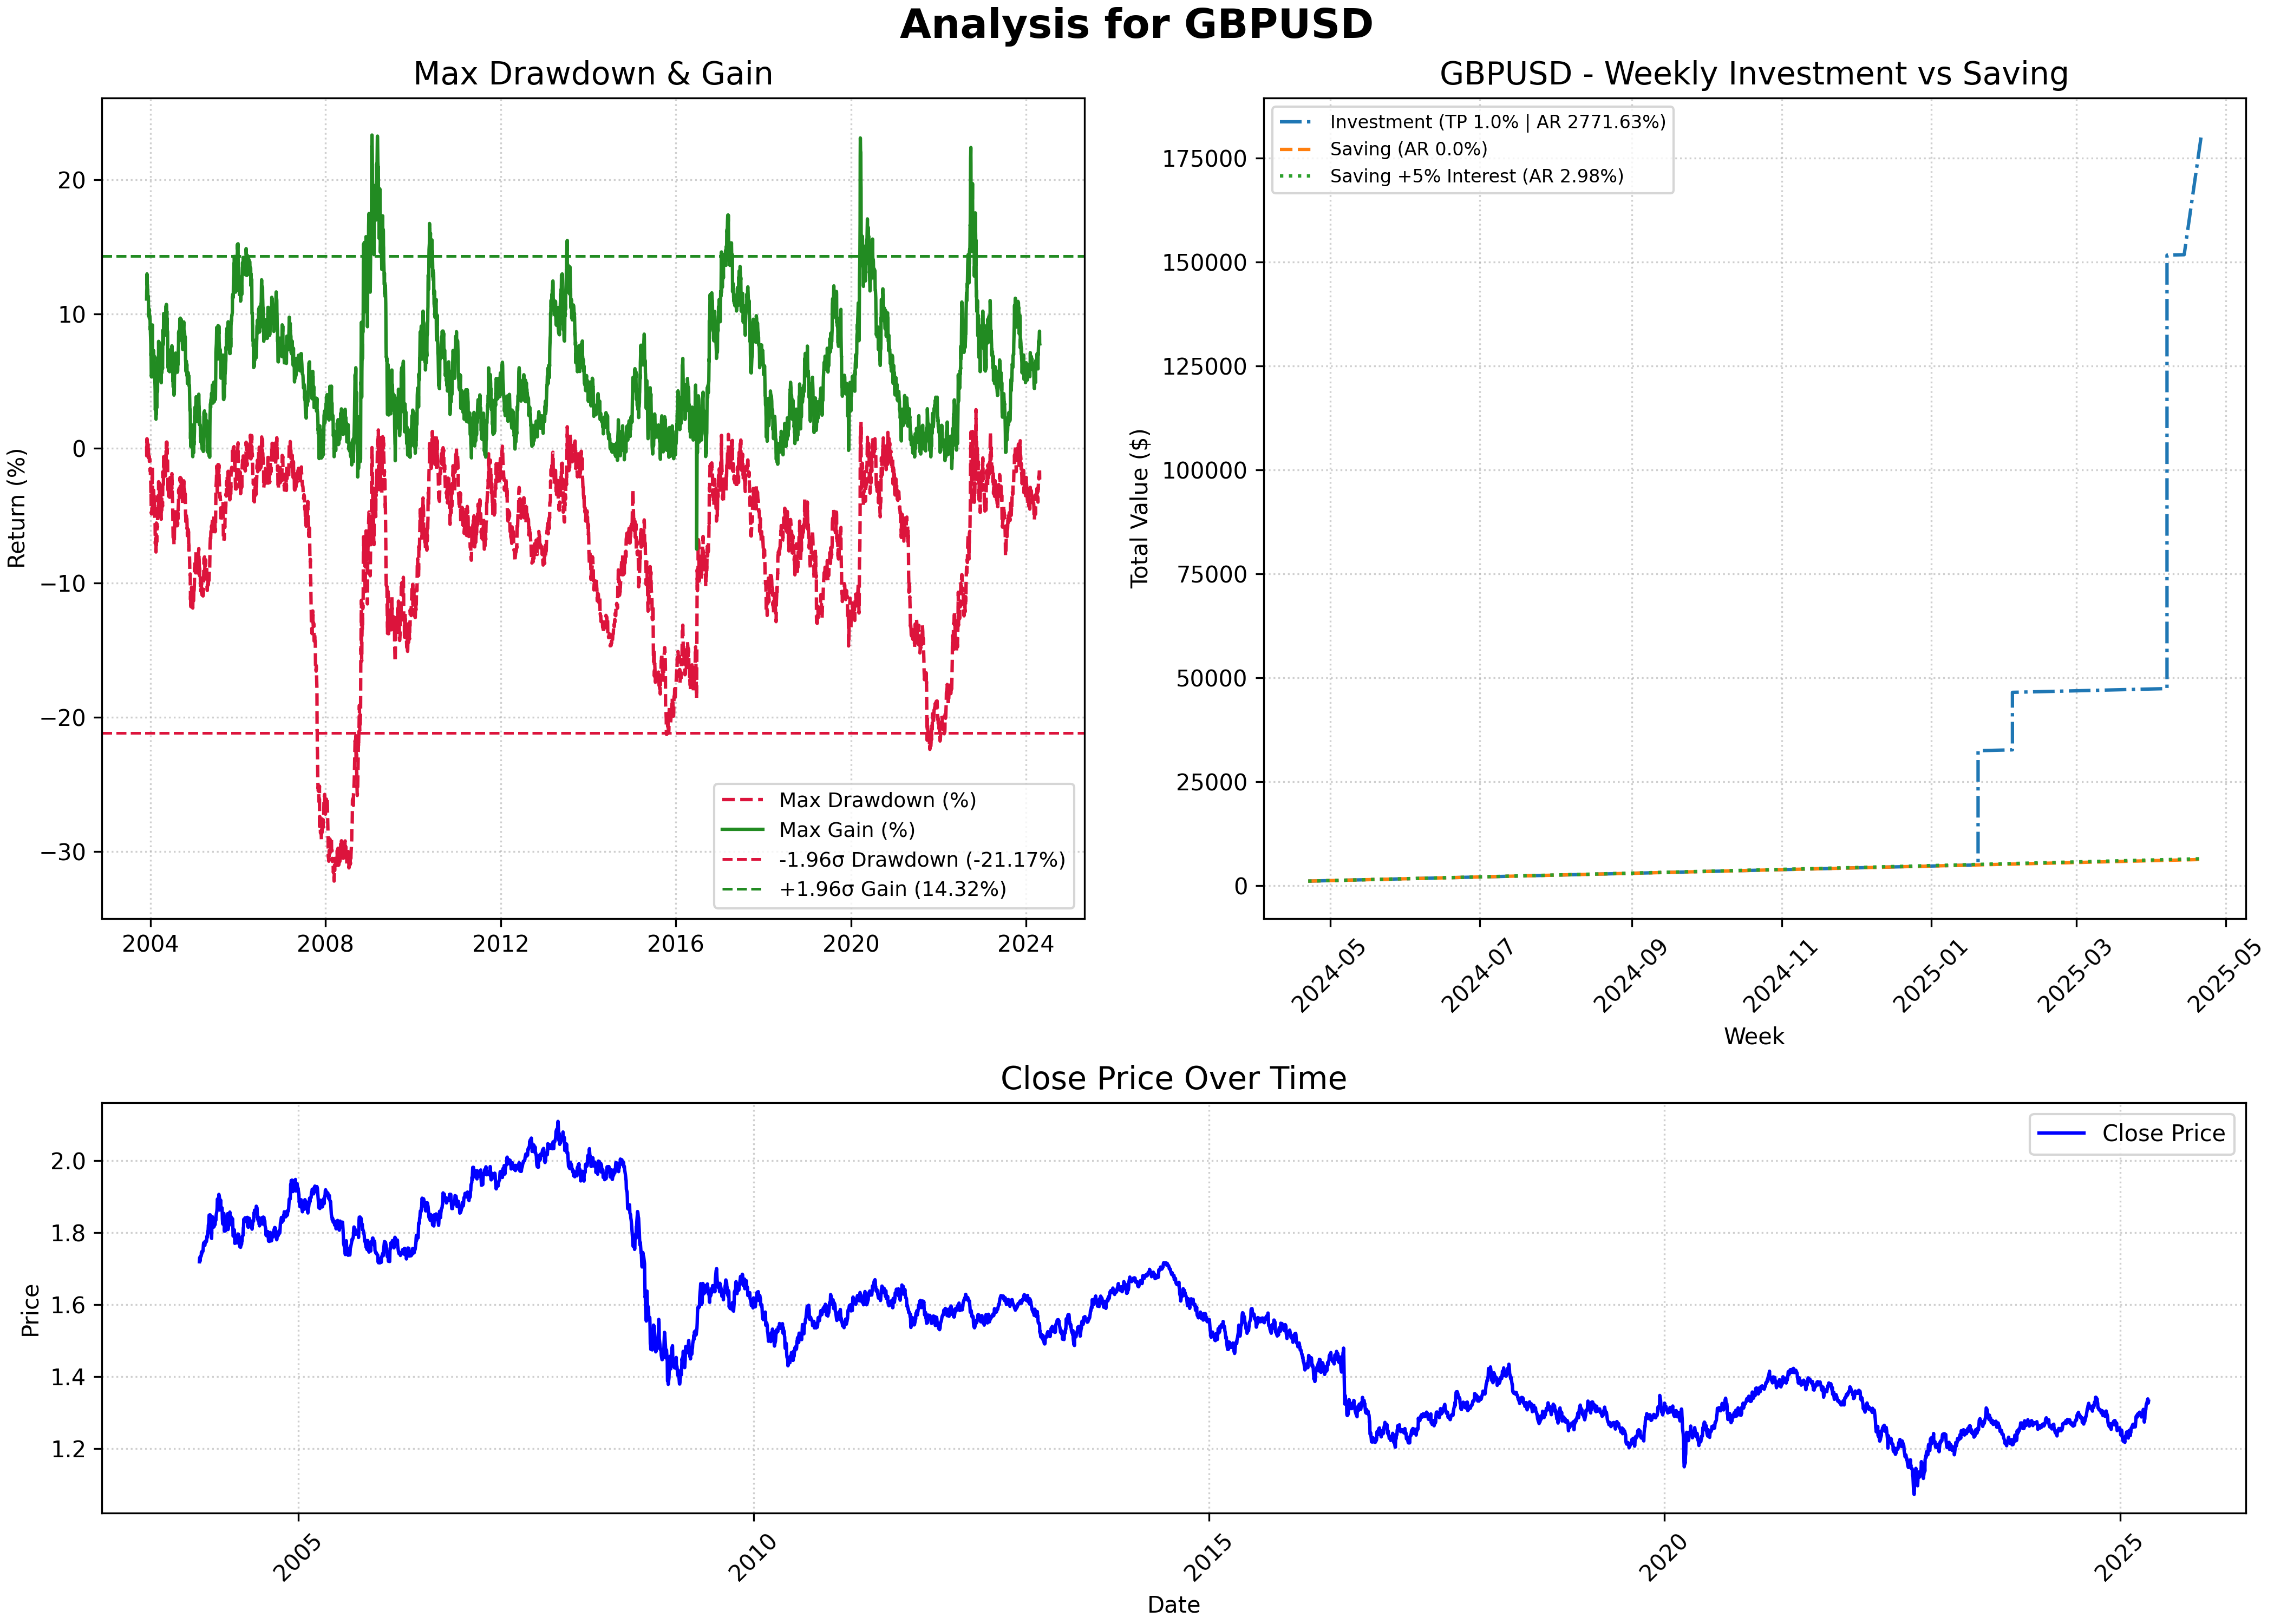 Analysis for GBPUSD
Max Drawdown & Gain
Return (%)
20
10
0
−10
−20
−30
2004
2008
2012
2016
2020
2024
Max Drawdown (%)
Max Gain (%)
-1.96σ Drawdown (-21.17%)
+1.96σ Gain (14.32%)
GBPUSD - Weekly Investment vs Saving
Total Value ($)
175000
150000
125000
100000
75000
50000
25000
0
Investment (TP 1.0% | AR 2771.63%)
Saving (AR 0.0%)
Saving +5% Interest (AR 2.98%)
2024-05
2024-07
2024-09
2024-11
2025-01
2025-03
2025-05
Week
Close Price Over Time
Price
2.0
1.8
1.6
1.4
1.2
Close Price
2005
2010
2015
2020
2025
Date